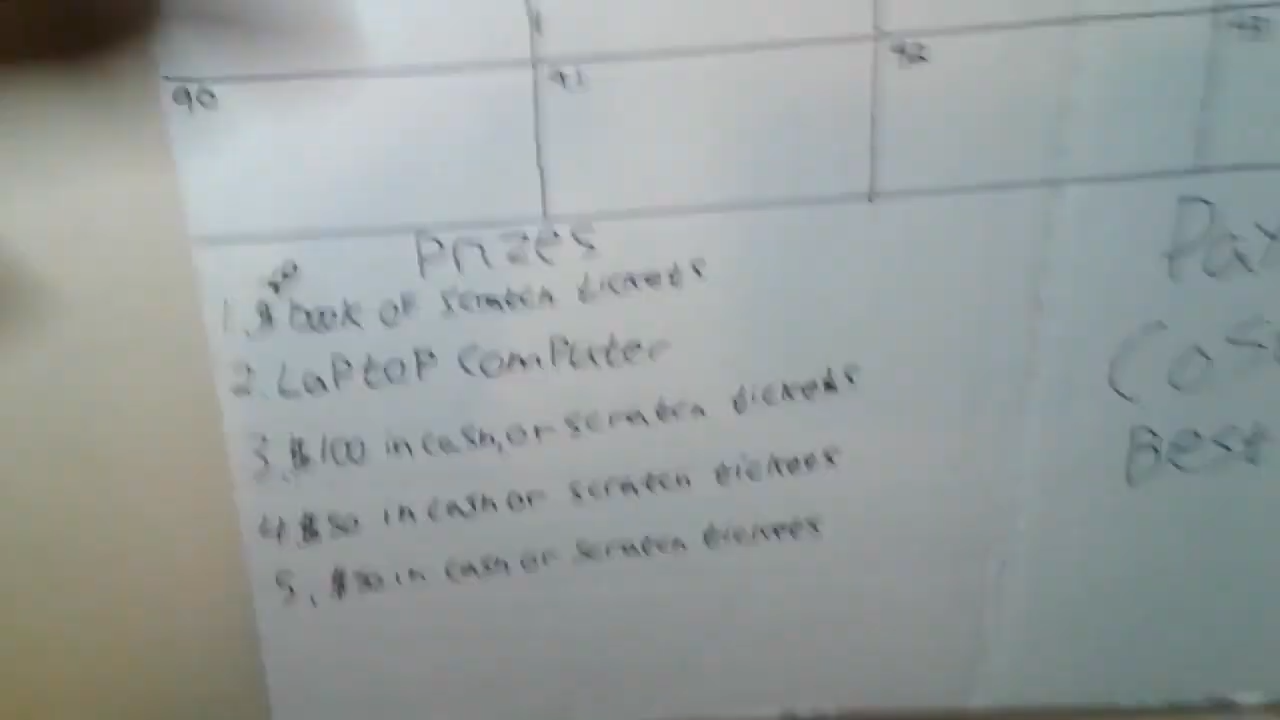 90 91 92
Prizes
1. $ book of scratch tickets
2. Laptop Computer
3. $100 in cash, or scratch tickets
4 $50 in cash or scratch tickets
5. in cash or scratch tickets
Best